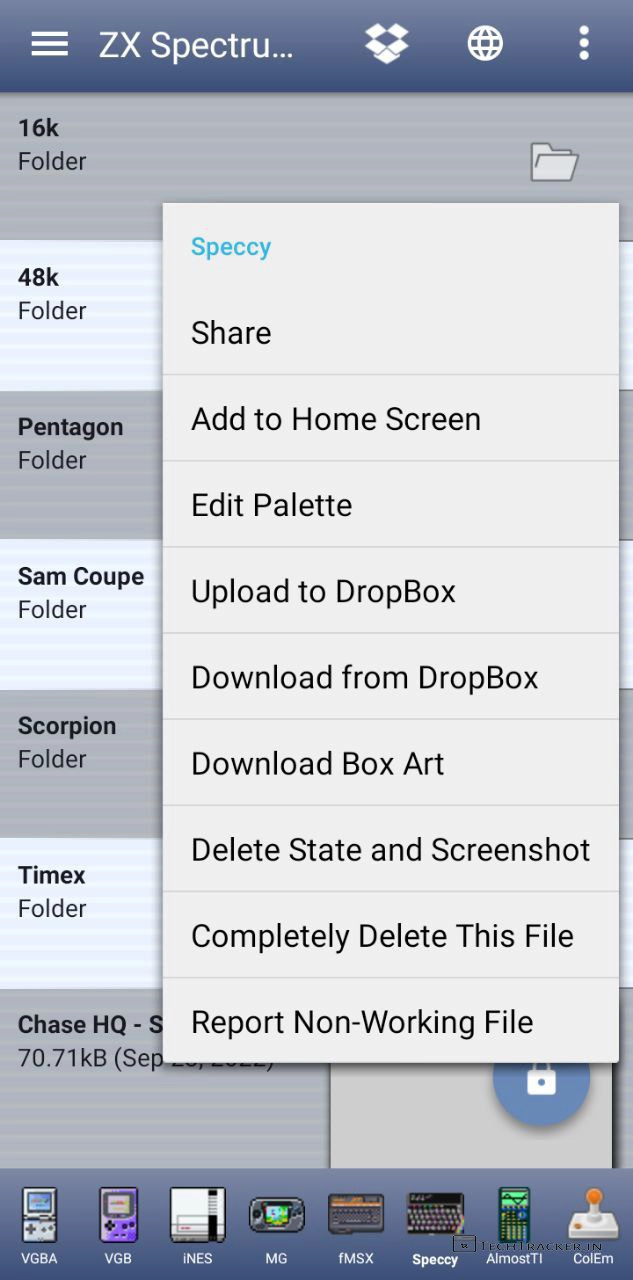 ZX Spectru...
16k
Folder
48k
Folder
Pentagon
Folder
Sam Coupe
Folder
Scorpion
Folder
Timex
Folder
Chase HQ - S
70.71kB (Sep 2022)
Speccy
Share
Add to Home Screen
Edit Palette
Upload to DropBox
Download from DropBox
Download Box Art
Delete State and Screenshot
Completely Delete This File
Report Non-Working File
VGBA
VGB
iNES
MG
fMSX
Speccy
AlmostTI
ColEm
TechTracker.in